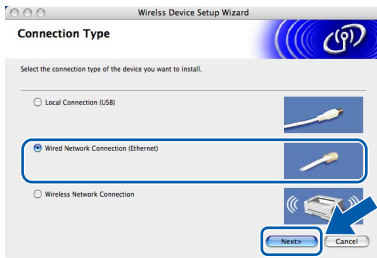 Wirelss Device Setup Wizard
Connection Type
Select the connection type of the device you want to install.
Local Connection (USB)
Wired Network Connection (Ethernet)
Wireless Network Connection
Next>
Cancel